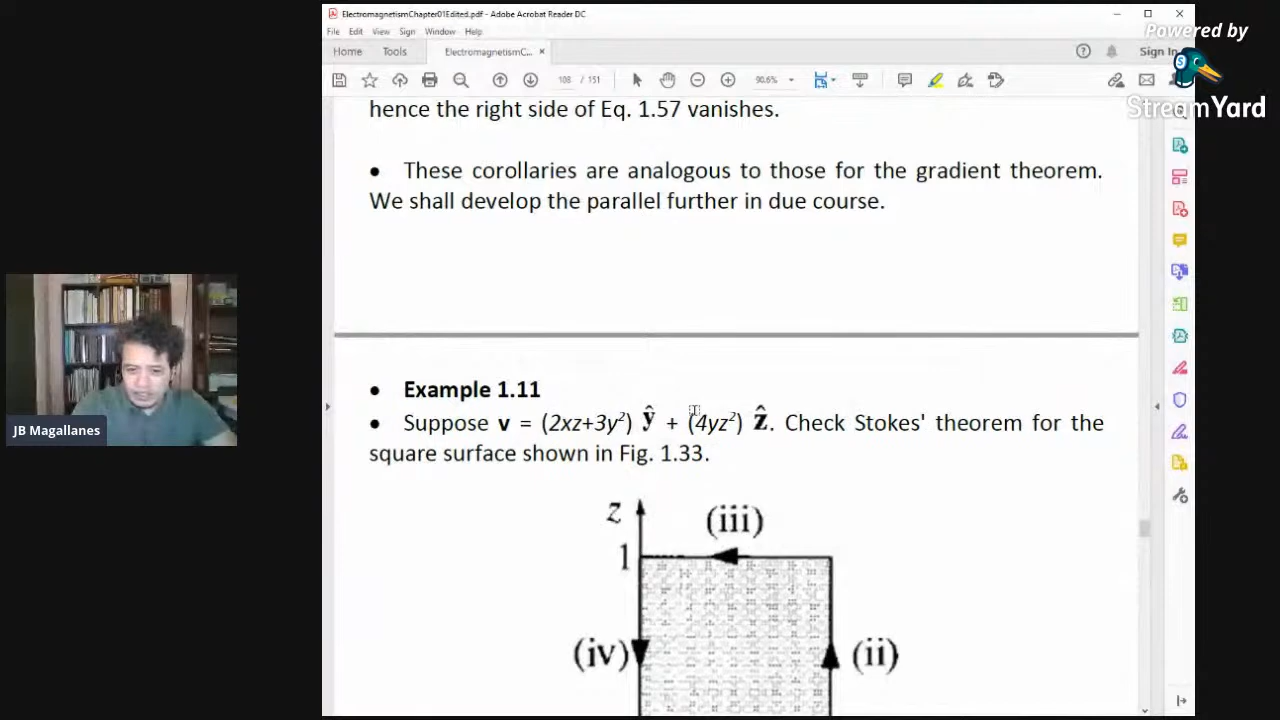 ElectromagnetismChapter01Edited.pdf - Adobe Acrobat Reader DC
File Edit View Sign Window Help
Home Tools ElectromagnetismC... × Sign In
108 / 151 90.6%
Powered by
StreamYard
hence the right side of Eq. 1.57 vanishes.
• These corollaries are analogous to those for the gradient theorem.
We shall develop the parallel further in due course.
• Example 1.11
• Suppose v = (2xz+3y²) ŷ + (4yz²) ẑ. Check Stokes' theorem for the
square surface shown in Fig. 1.33.
z
(iii)
1
(iv)
(ii)
JB Magallanes